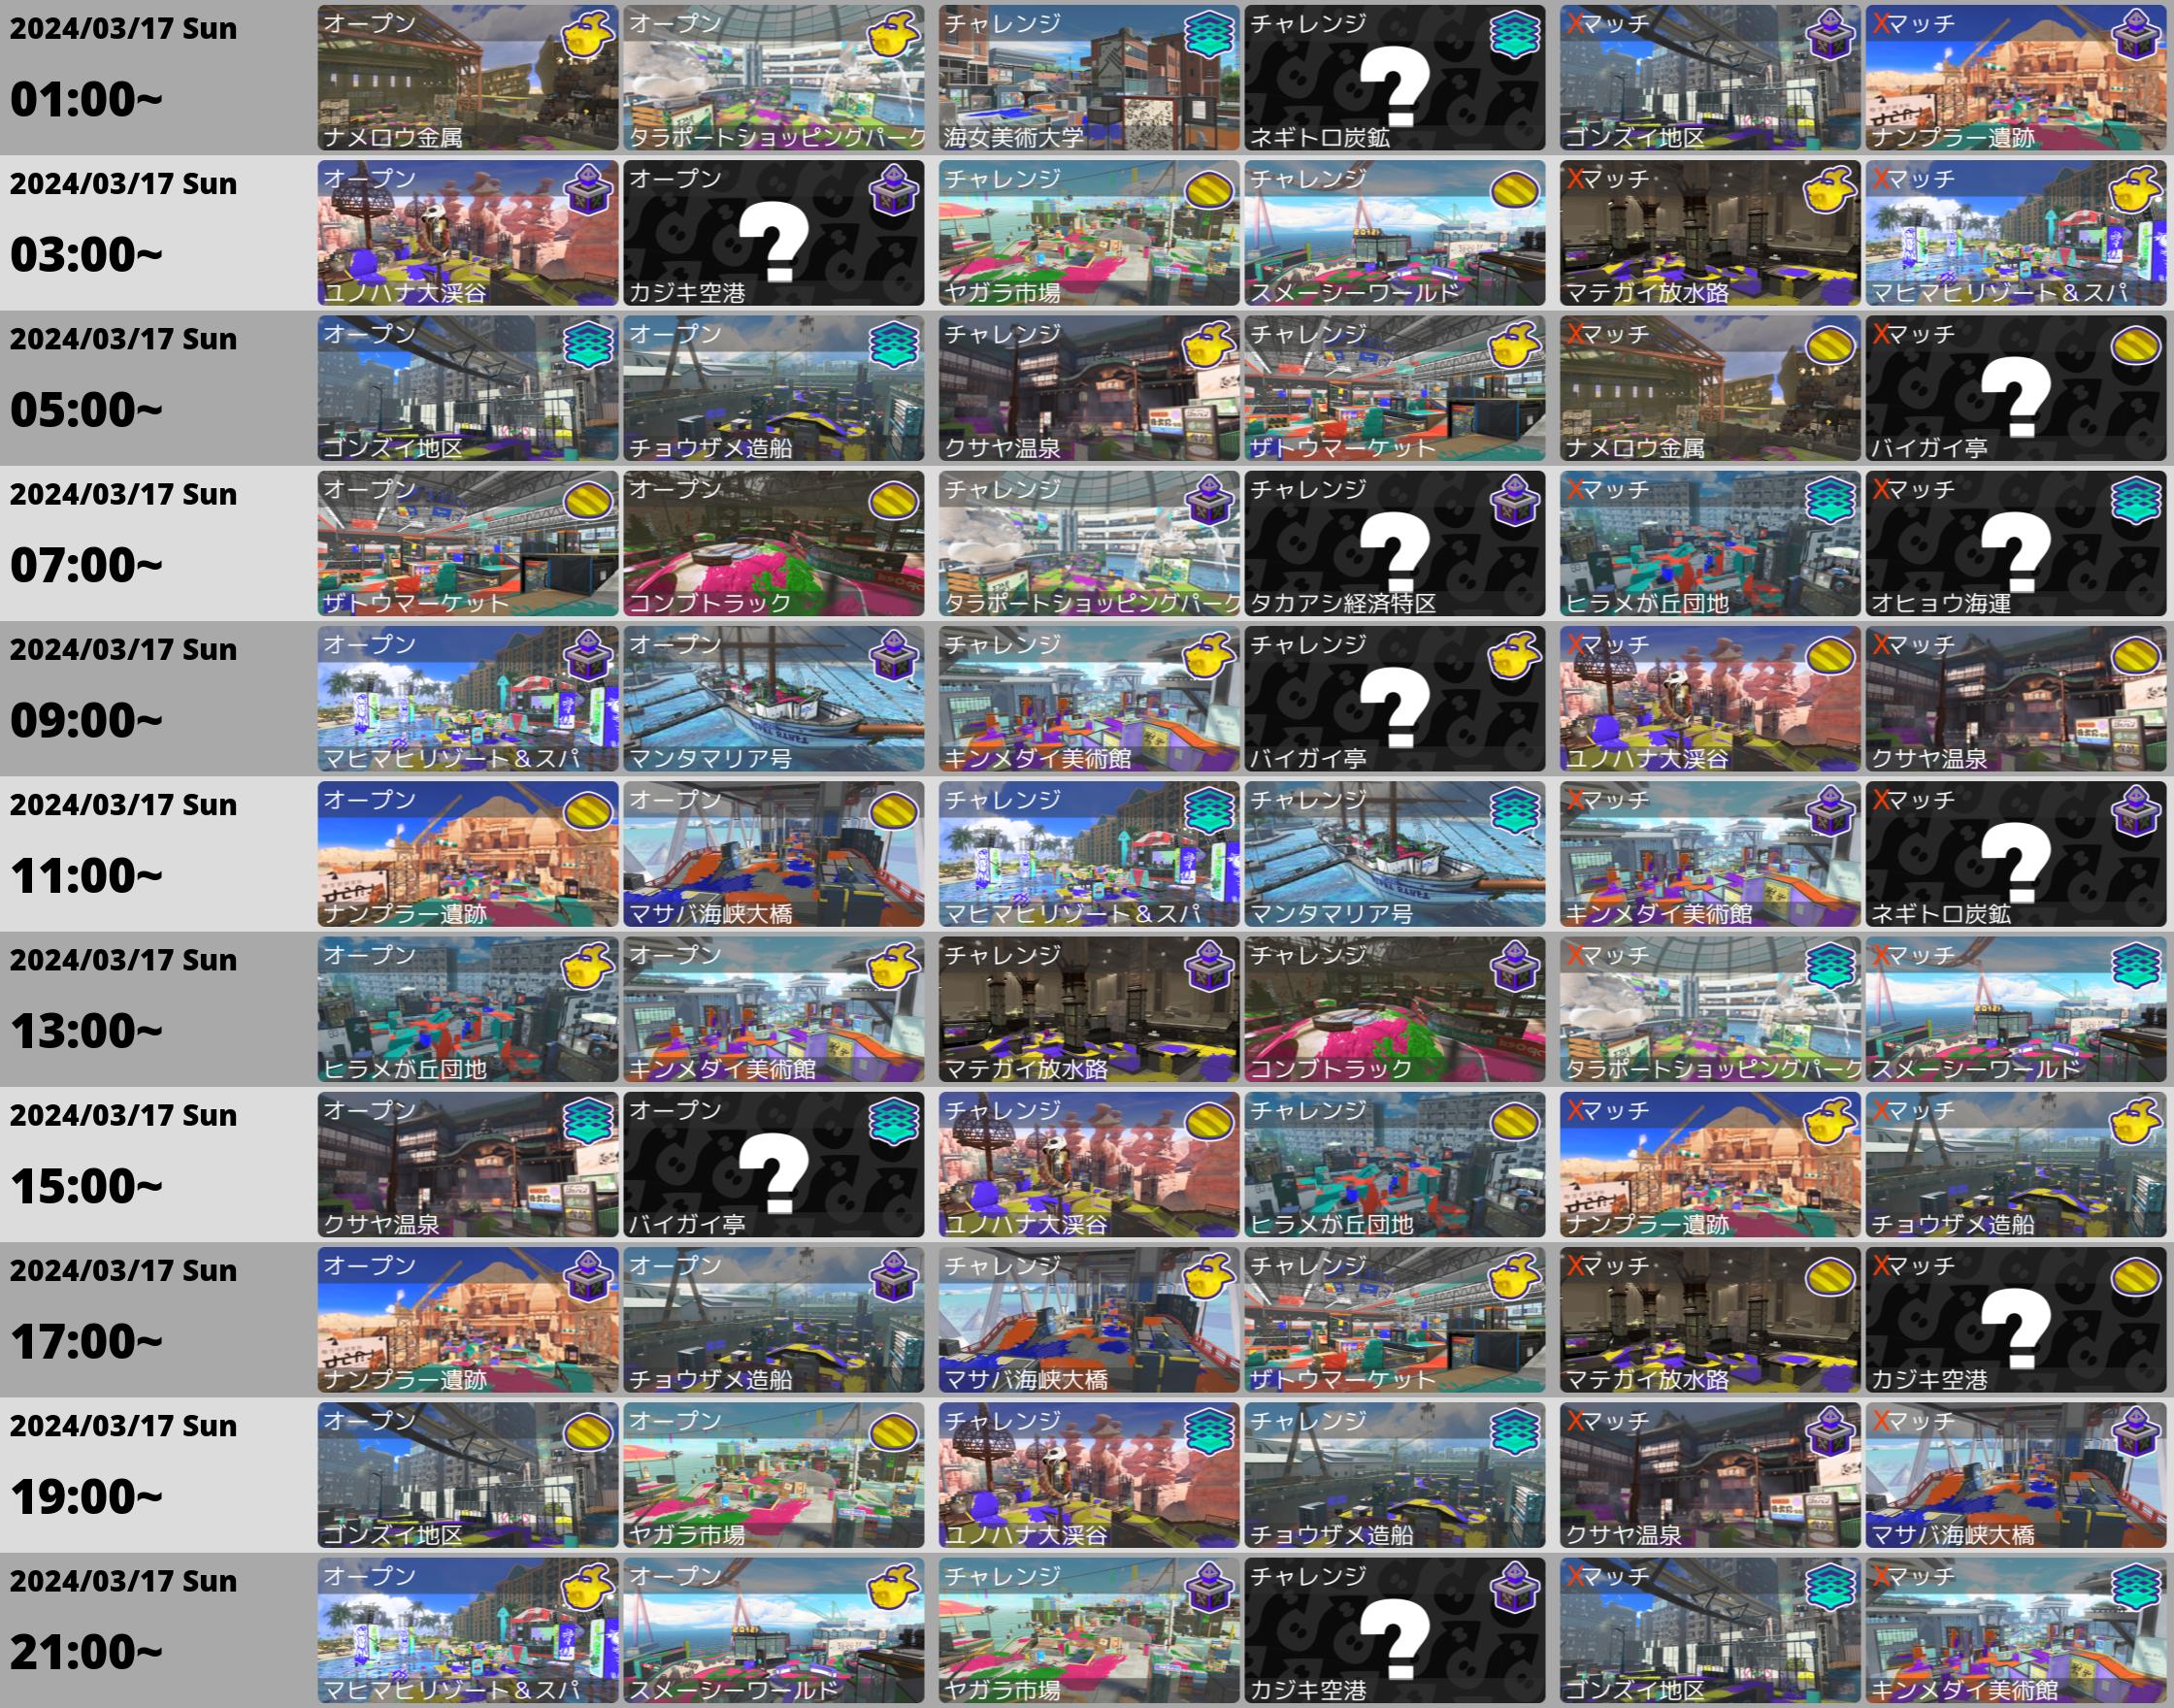 2024/03/17 Sun
01:00~
オープン
ナメロウ金属
オープン
タラポートショッピングパーク
チャレンジ
海女美術大学
チャレンジ
ネギトロ炭鉱
Xマッチ
ゴンズイ地区
Xマッチ
ナンプラー遺跡
2024/03/17 Sun
03:00~
オープン
ユノハナ大渓谷
オープン
カジキ空港
チャレンジ
ヤガラ市場
チャレンジ
スメーシーワールド
Xマッチ
マテガイ放水路
Xマッチ
マヒマヒリゾート＆スパ
2024/03/17 Sun
05:00~
オープン
ゴンズイ地区
オープン
チョウザメ造船
チャレンジ
クサヤ温泉
チャレンジ
ザトウマーケット
Xマッチ
ナメロウ金属
Xマッチ
バイガイ亭
2024/03/17 Sun
07:00~
オープン
ザトウマーケット
オープン
コンブトラック
チャレンジ
タラポートショッピングパーク
チャレンジ
タカアシ経済特区
Xマッチ
ヒラメが丘団地
Xマッチ
オヒョウ海運
2024/03/17 Sun
09:00~
オープン
マヒマヒリゾート＆スパ
オープン
マンタマリア号
チャレンジ
キンメダイ美術館
チャレンジ
バイガイ亭
Xマッチ
ユノハナ大渓谷
Xマッチ
クサヤ温泉
2024/03/17 Sun
11:00~
オープン
ナンプラー遺跡
オープン
マサバ海峡大橋
チャレンジ
マヒマヒリゾート＆スパ
チャレンジ
マンタマリア号
Xマッチ
キンメダイ美術館
Xマッチ
ネギトロ炭鉱
2024/03/17 Sun
13:00~
オープン
ヒラメが丘団地
オープン
キンメダイ美術館
チャレンジ
マテガイ放水路
チャレンジ
コンブトラック
Xマッチ
タラポートショッピングパーク
Xマッチ
スメーシーワールド
2024/03/17 Sun
15:00~
オープン
クサヤ温泉
オープン
バイガイ亭
チャレンジ
ユノハナ大渓谷
チャレンジ
ヒラメが丘団地
Xマッチ
ナンプラー遺跡
Xマッチ
チョウザメ造船
2024/03/17 Sun
17:00~
オープン
ナンプラー遺跡
オープン
チョウザメ造船
チャレンジ
マサバ海峡大橋
チャレンジ
ザトウマーケット
Xマッチ
マテガイ放水路
Xマッチ
カジキ空港
2024/03/17 Sun
19:00~
オープン
ゴンズイ地区
オープン
ヤガラ市場
チャレンジ
ユノハナ大渓谷
チャレンジ
チョウザメ造船
Xマッチ
クサヤ温泉
Xマッチ
マサバ海峡大橋
2024/03/17 Sun
21:00~
オープン
マヒマヒリゾート＆スパ
オープン
スメーシーワールド
チャレンジ
ヤガラ市場
チャレンジ
カジキ空港
Xマッチ
ゴンズイ地区
Xマッチ
キンメダイ美術館